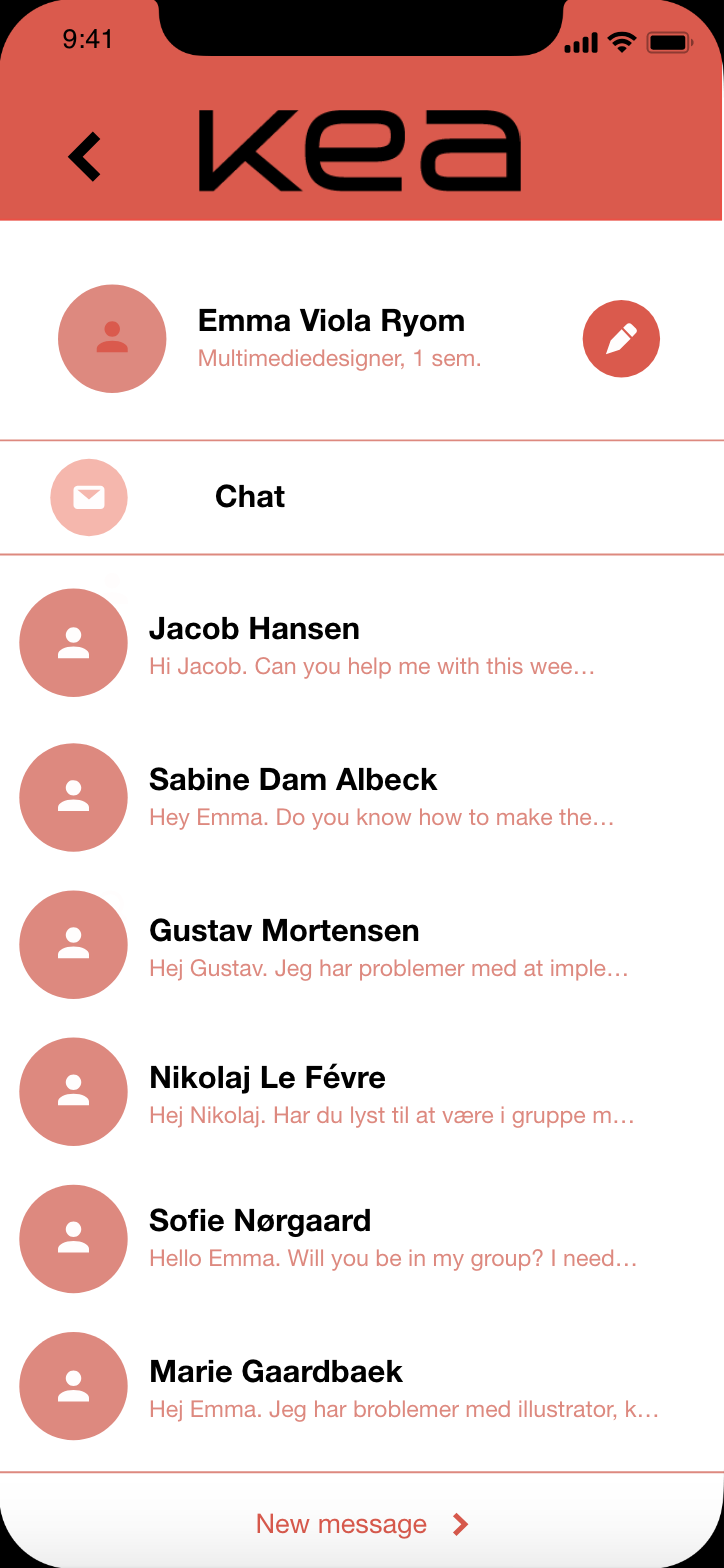 9:41
kea
Emma Viola Ryom
Multimediedesigner, 1 sem.
Chat
Jacob Hansen
Hi Jacob. Can you help me with this wee…
Sabine Dam Albeck
Hey Emma. Do you know how to make the…
Gustav Mortensen
Hej Gustav. Jeg har problemer med at imple…
Nikolaj Le Févre
Hej Nikolaj. Har du lyst til at være i gruppe m…
Sofie Nørgaard
Hello Emma. Will you be in my group? I need…
Marie Gaardbaek
Hej Emma. Jeg har broblemer med illustrator, k…
New message